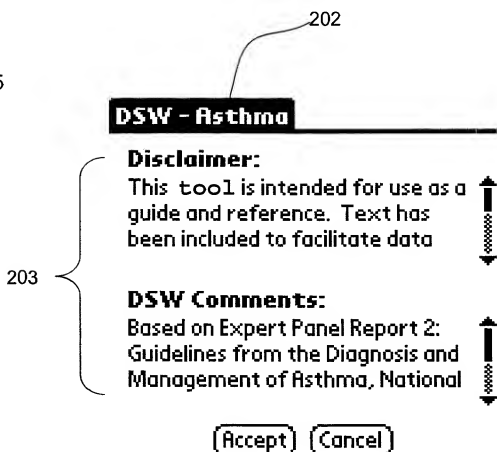 202
5
DSW - Asthma
Disclaimer:
This tool is intended for use as a
guide and reference. Text has
been included to facilitate data
203
DSW Comments:
Based on Expert Panel Report 2:
Guidelines from the Diagnosis and
Management of Asthma, National
Accept Cancel